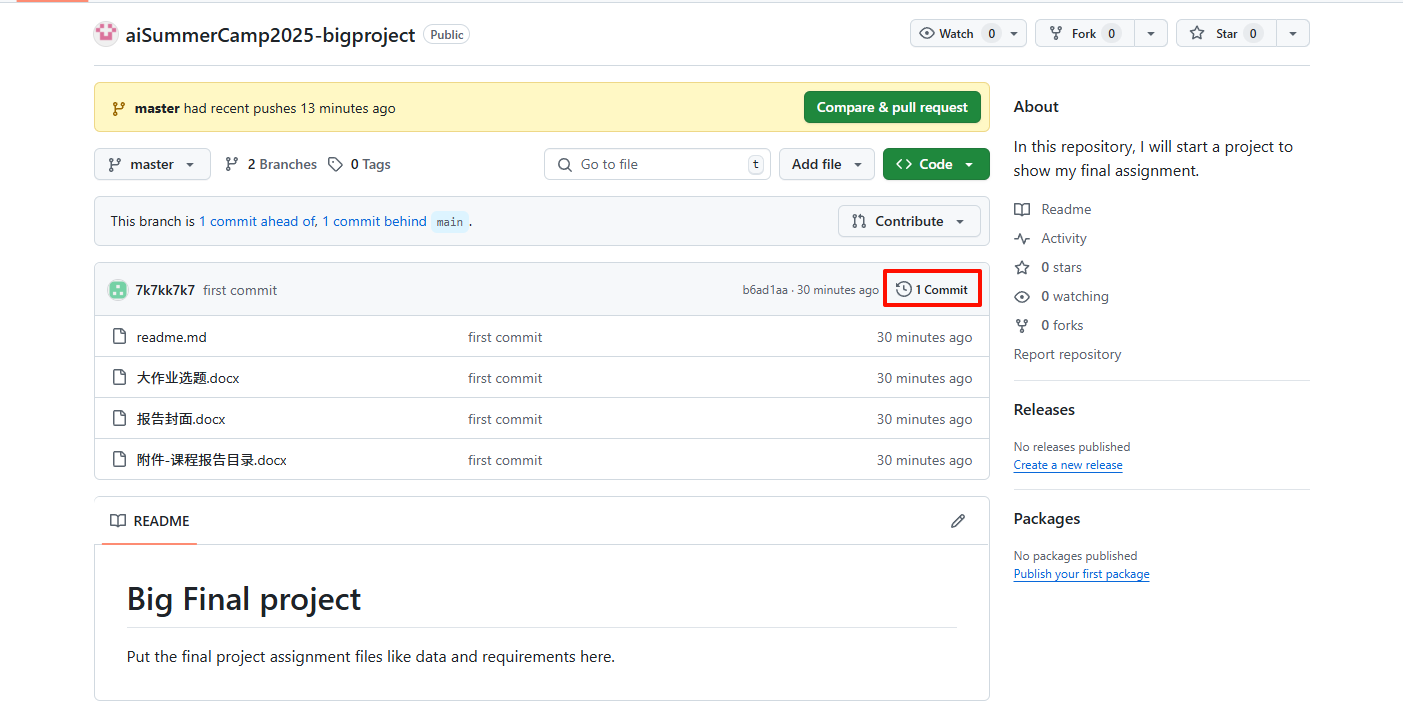 aiSummerCamp2025-bigproject Public Watch 0 Fork 0 Star 0
master had recent pushes 13 minutes ago Compare & pull request
master 2 Branches 0 Tags Go to file t Add file Code
This branch is 1 commit ahead of, 1 commit behind main . Contribute
7k7kk7k7 first commit b6ad1aa · 30 minutes ago 1 Commit
readme.md first commit 30 minutes ago
大作业选题.docx first commit 30 minutes ago
报告封面.docx first commit 30 minutes ago
附件-课程报告目录.docx first commit 30 minutes ago
README
Big Final project
Put the final project assignment files like data and requirements here.
About
In this repository, I will start a project to
show my final assignment.
Readme
Activity
0 stars
0 watching
0 forks
Report repository
Releases
No releases published
Create a new release
Packages
No packages published
Publish your first package